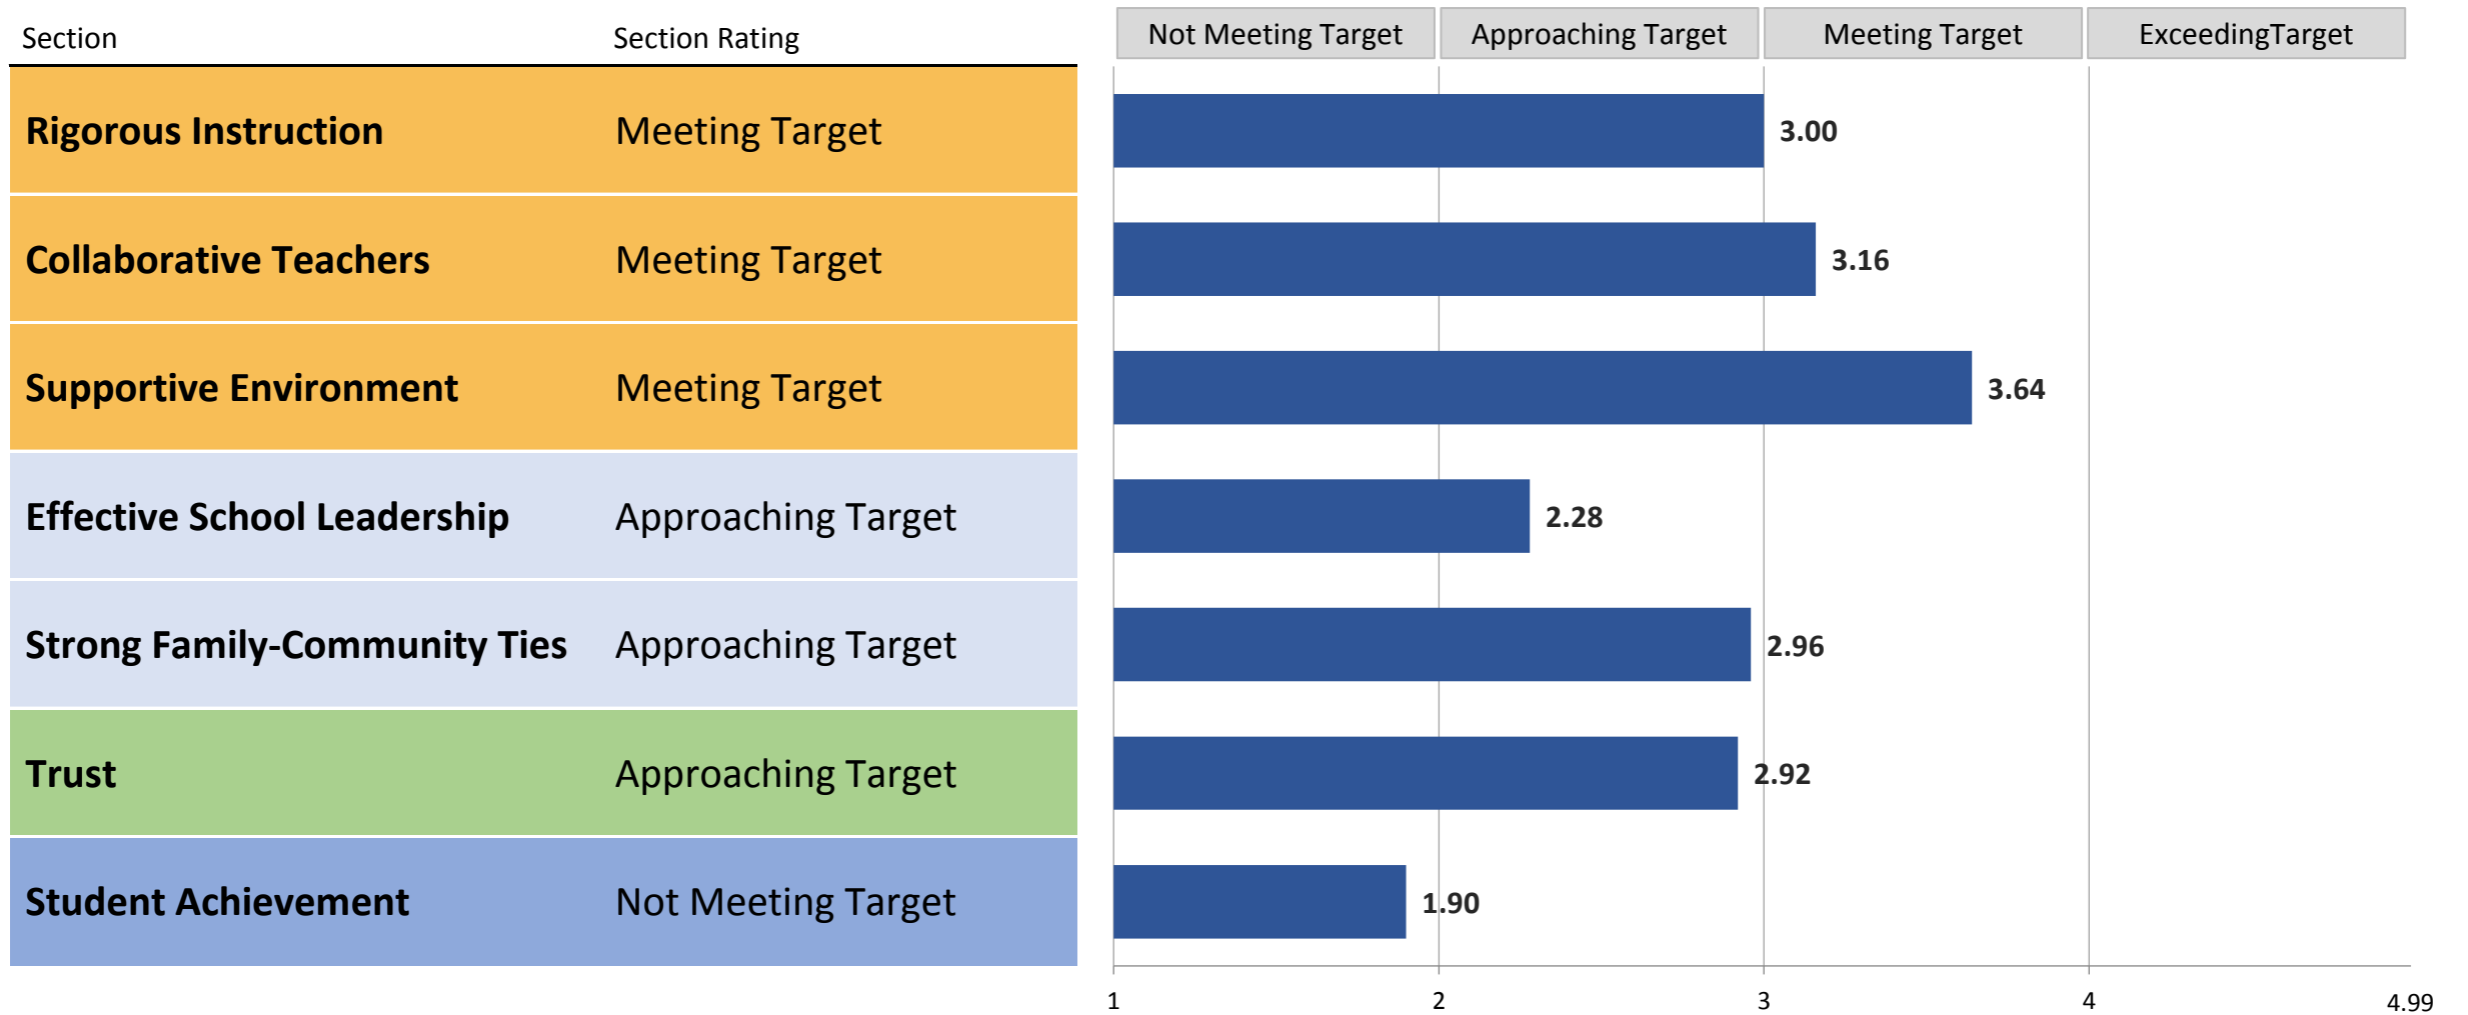 Section Section Rating Not Meeting Target Approaching Target Meeting Target ExceedingTarget
Rigorous Instruction Meeting Target 3.00
Collaborative Teachers Meeting Target 3.16
Supportive Environment Meeting Target 3.64
Effective School Leadership Approaching Target 2.28
Strong Family-Community Ties Approaching Target 2.96
Trust Approaching Target 2.92
Student Achievement Not Meeting Target 1.90
1 2 3 4 4.99